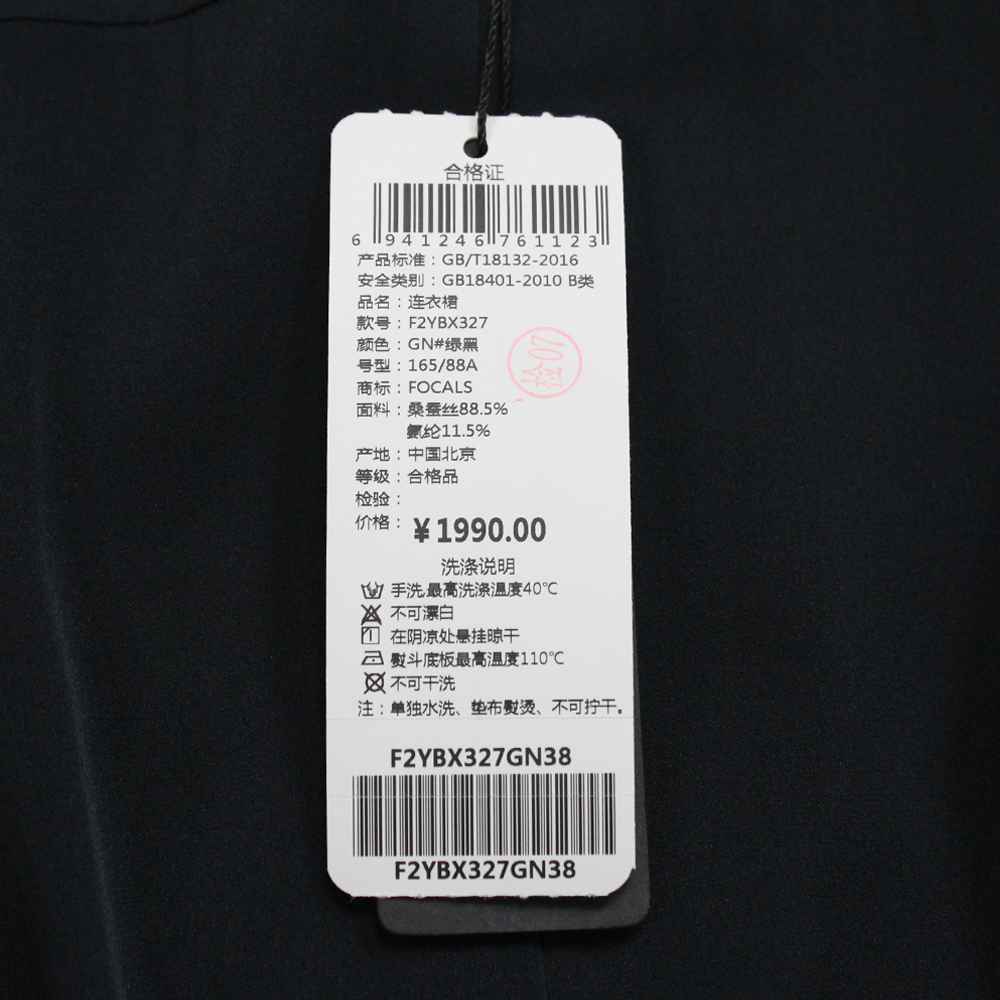 合格证
6 941246 761123
产品标准：GB/T18132-2016
安全类别：GB18401-2010 B类
品名：连衣裙
款号：F2YBX327
颜色：GN#绿黑
号型：165/88A
商标：FOCALS
面料：桑蚕丝88.5%
氨纶11.5%
产地：中国北京
等级：合格品
检验：
检07
价格：￥1990.00
洗涤说明
手洗,最高洗涤温度40℃
不可漂白
在阴凉处悬挂晾干
熨斗底板最高温度110℃
不可干洗
注：单独水洗、垫布熨烫、不可拧干。
F2YBX327GN38
F2YBX327GN38